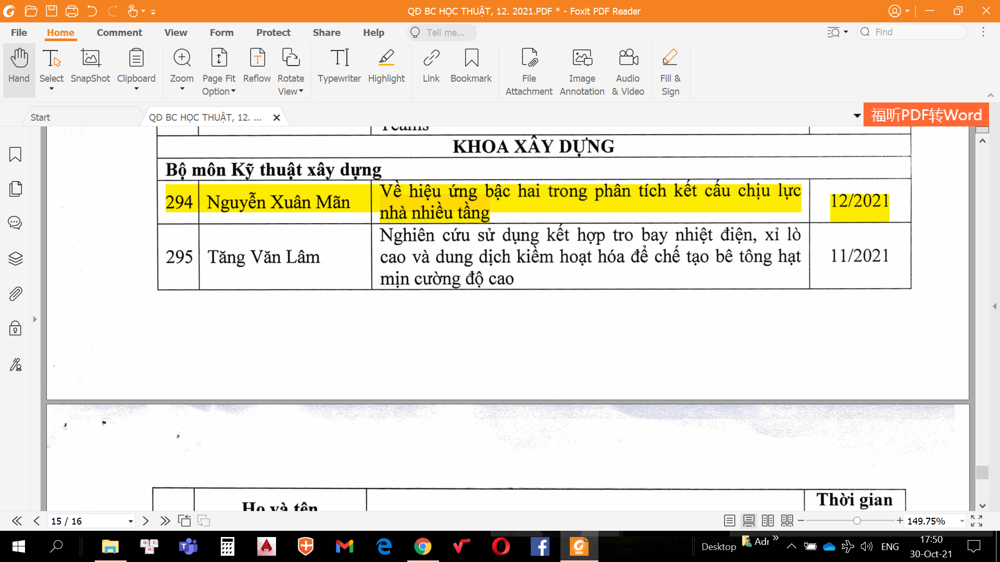 QĐ BC HỌC THUẬT, 12. 2021.PDF * - Foxit PDF Reader
File Home Comment View Form Protect Share Help Tell me... Find
Hand Select SnapShot Clipboard Zoom Page Fit Option Reflow Rotate View Typewriter Highlight Link Bookmark File Attachment Image Annotation Audio & Video Fill & Sign
Start QĐ BC HỌC THUẬT, 12. ... 福昕PDF转Word
Teams
KHOA XÂY DỰNG
Bộ môn Kỹ thuật xây dựng
294 Nguyễn Xuân Mãn Về hiệu ứng bậc hai trong phân tích kết cấu chịu lực 12/2021
nhà nhiều tầng
Nghiên cứu sử dụng kết hợp tro bay nhiệt điện, xỉ lò
295 Tăng Văn Lâm cao và dung dịch kiềm hoạt hóa để chế tạo bê tông hạt 11/2021
mịn cường độ cao
Họ và tên Thời gian
15 / 16 149.75%
Desktop Adr ENG 17:50
30-Oct-21